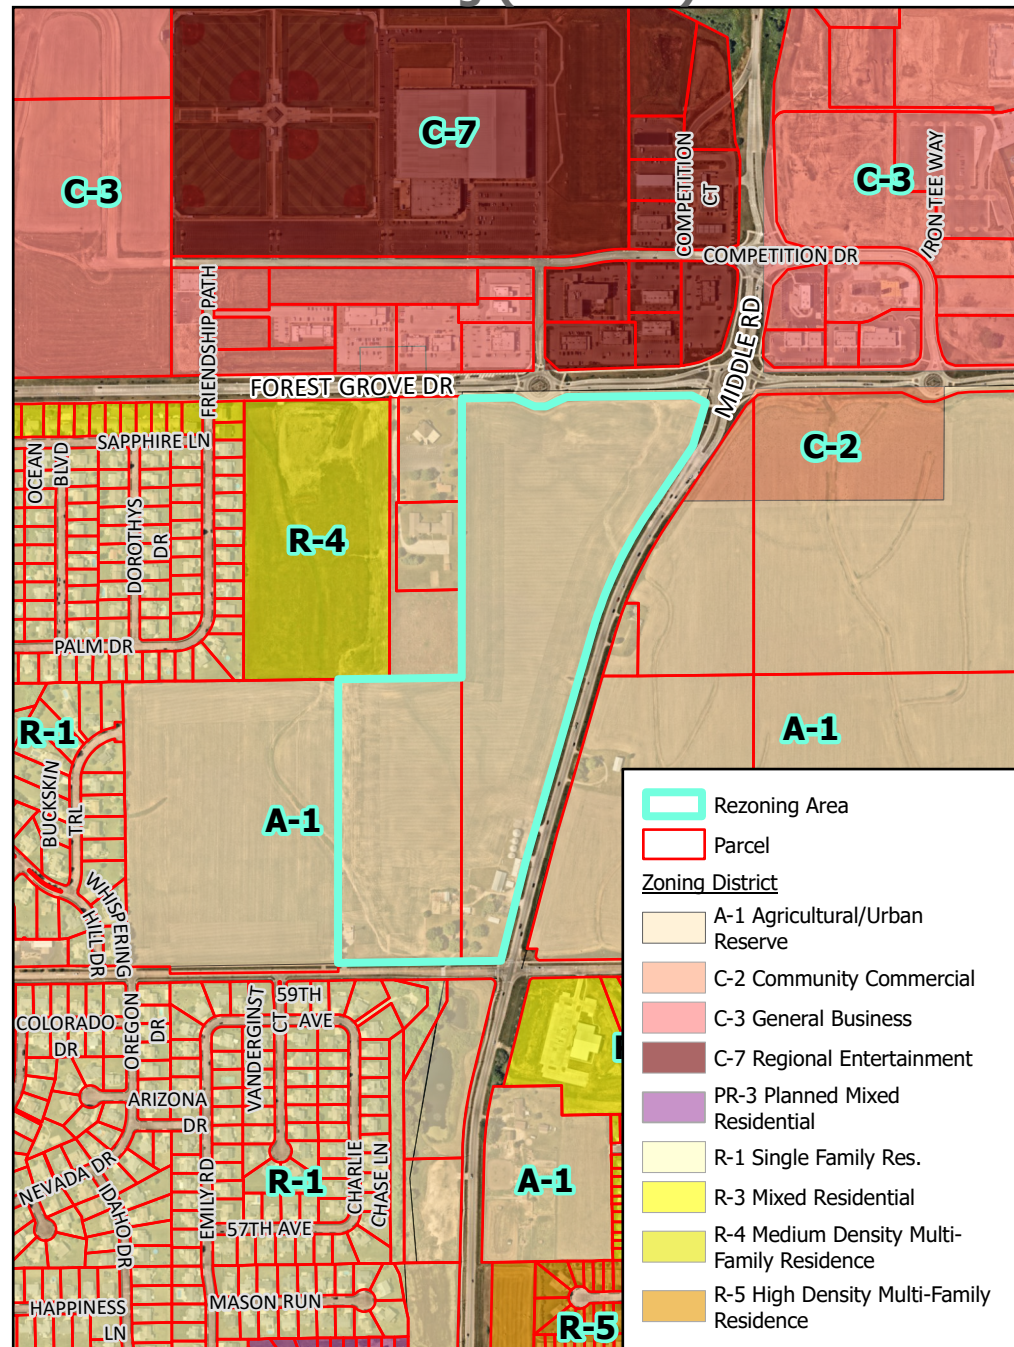 C-7
C-3
C-3
COMPETITION
CT
IRON TEE WAY
COMPETITION DR
FRIENDSHIP PATH
MIDDLE RD
FOREST GROVE DR
SAPPHIRE LN
OCEAN
BLVD
DOROTHYS
DR
C-2
R-4
PALM DR
R-1
A-1
BUCKSKIN
TRL
A-1
WHISPERING
HILL DR
Rezoning Area
Parcel
Zoning District
A-1 Agricultural/Urban
Reserve
C-2 Community Commercial
C-3 General Business
C-7 Regional Entertainment
PR-3 Planned Mixed
Residential
R-1 Single Family Res.
R-3 Mixed Residential
R-4 Medium Density Multi-
Family Residence
R-5 High Density Multi-Family
Residence
COLORADO
DR
OREGON
DR
VANDERGINST
CT
59TH
AVE
ARIZONA
DR
NEVADA DR
IDAHO DR
EMILY RD
R-1
CHARLIE
CHASE LN
A-1
57TH AVE
HAPPINESS
LN
MASON RUN
R-5